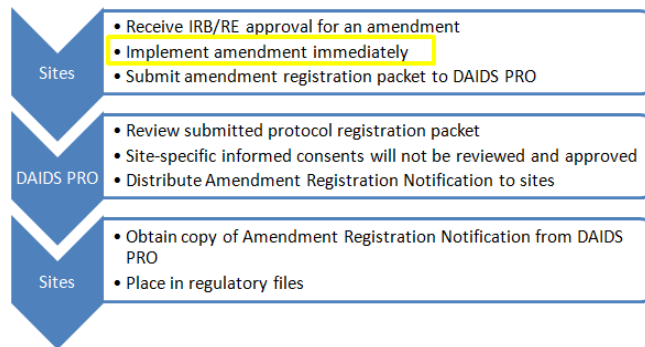 Sites
• Receive IRB/RE approval for an amendment
• Implement amendment immediately
• Submit amendment registration packet to DAIDS PRO
DAIDS PRO
• Review submitted protocol registration packet
• Site-specific informed consents will not be reviewed and approved
• Distribute Amendment Registration Notification to sites
Sites
• Obtain copy of Amendment Registration Notification from DAIDS
PRO
• Place in regulatory files